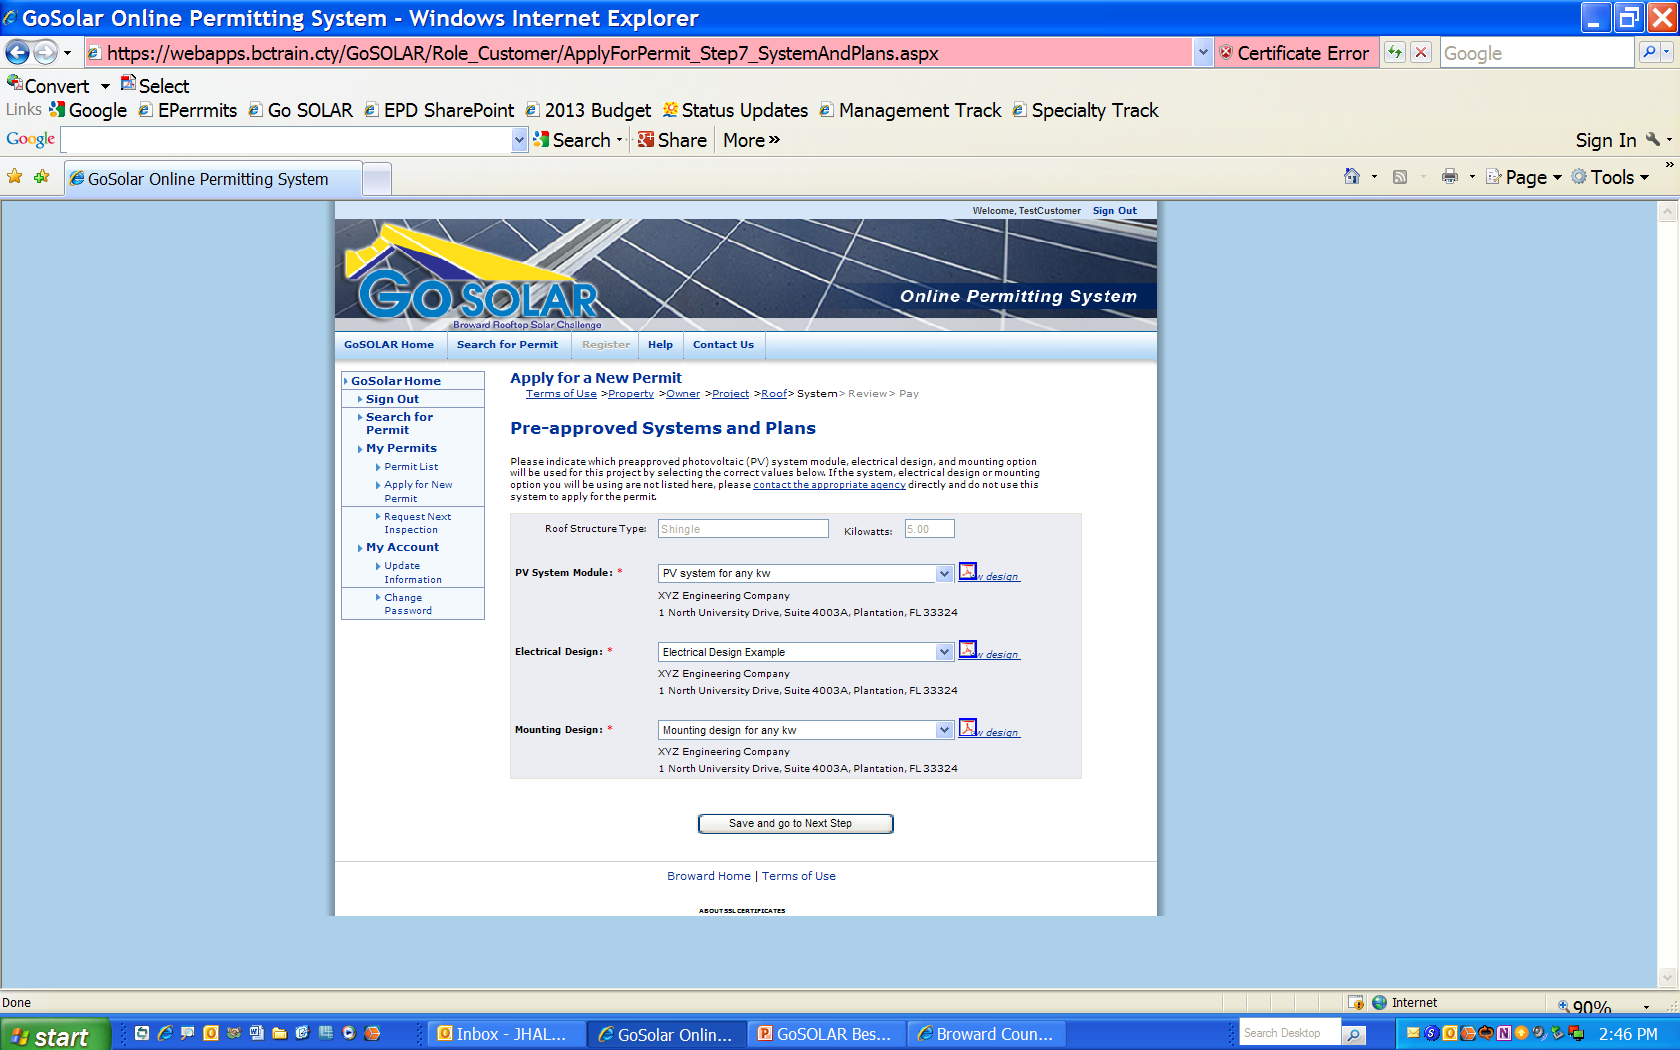 GoSolar Online Permitting System - Windows Internet Explorer
https://webapps.bctrain.cty/GoSOLAR/Role_Customer/ApplyForPermit_Step7_SystemAndPlans.aspx
Certificate Error
Google
Convert
Select
Links Google EPermits Go SOLAR EPD SharePoint 2013 Budget Status Updates Management Track Specialty Track
Google Search Share More » Sign In
GoSolar Online Permitting System
Page Tools
Welcome, TestCustomer Sign Out
GO SOLAR
Broward Rooftop Solar Challenge
Online Permitting System
GoSOLAR Home Search for Permit Register Help Contact Us
GoSolar Home
Sign Out
Search for
Permit
My Permits
Permit List
Apply for New
Permit
Request Next
Inspection
My Account
Update
Information
Change
Password
Apply for a New Permit
Terms of Use >Property >Owner >Project >Roof> System> Review> Pay
Pre-approved Systems and Plans
Please indicate which preapproved photovoltaic (PV) system module, electrical design, and mounting option
will be used for this project by selecting the correct values below. If the system, electrical design or mounting
option you will be using are not listed here, please contact the appropriate agency directly and do not use this
system to apply for the permit.
Roof Structure Type: Shingle Kilowatts: 5.00
PV System Module: * PV system for any kw w design
XYZ Engineering Company
1 North University Drive, Suite 4003A, Plantation, FL 33324
Electrical Design: * Electrical Design Example w design
XYZ Engineering Company
1 North University Drive, Suite 4003A, Plantation, FL 33324
Mounting Design: * Mounting design for any kw w design
XYZ Engineering Company
1 North University Drive, Suite 4003A, Plantation, FL 33324
Save and go to Next Step
Broward Home | Terms of Use
ABOUT SSL CERTIFICATES
Done Internet 90%
start Inbox - JHAL... GoSolar Onlin... GoSOLAR Bes... Broward Coun... Search Desktop 2:46 PM